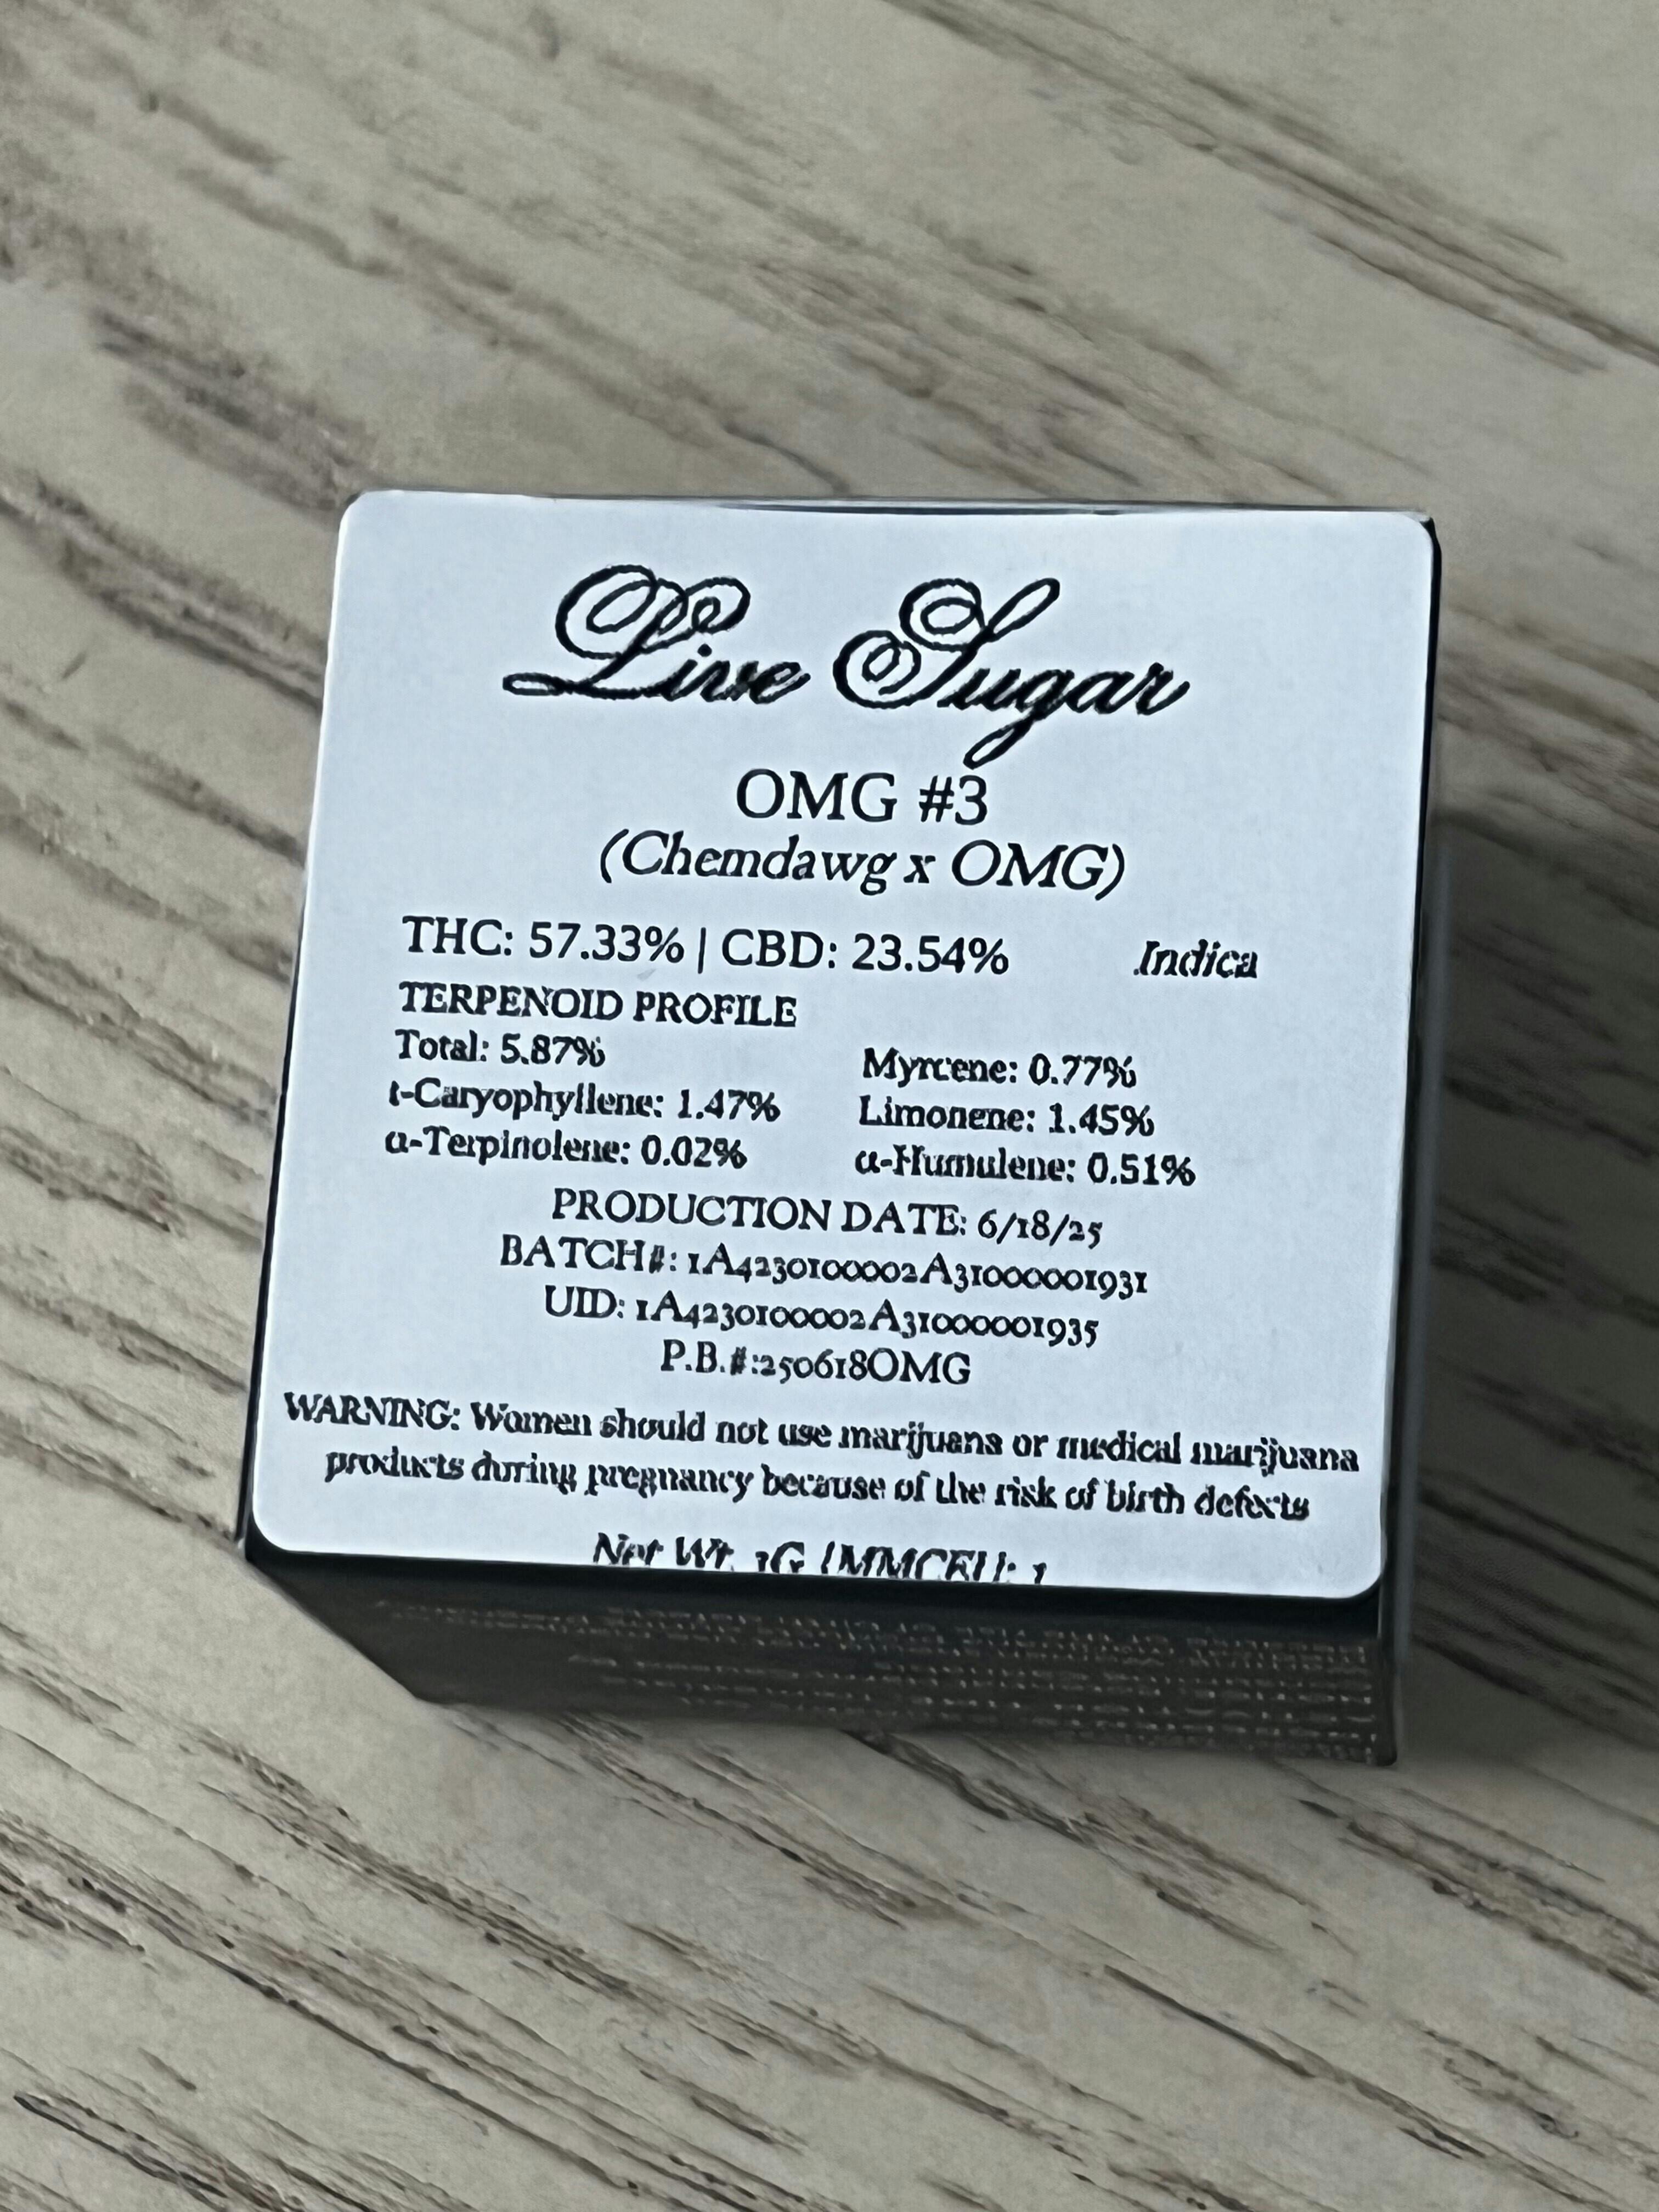 Live Sugar
OMG #3
(Chemdawg x OMG)
THC: 57.33% | CBD: 23.54% Indica
TERPENOID PROFILE
Total: 5.87% Myrcene: 0.77%
t-Caryophyllene: 1.47% Limonene: 1.45%
α-Terpinolene: 0.02% α-Humulene: 0.51%
PRODUCTION DATE: 6/18/25
BATCH#: 1A4230100002A31000001931
UID: 1A4230100002A31000001935
P.B.#:250618OMG
WARNING: Women should not use marijuana or medical marijuana
products during pregnancy because of the risk of birth defects
Net Wt. 1G